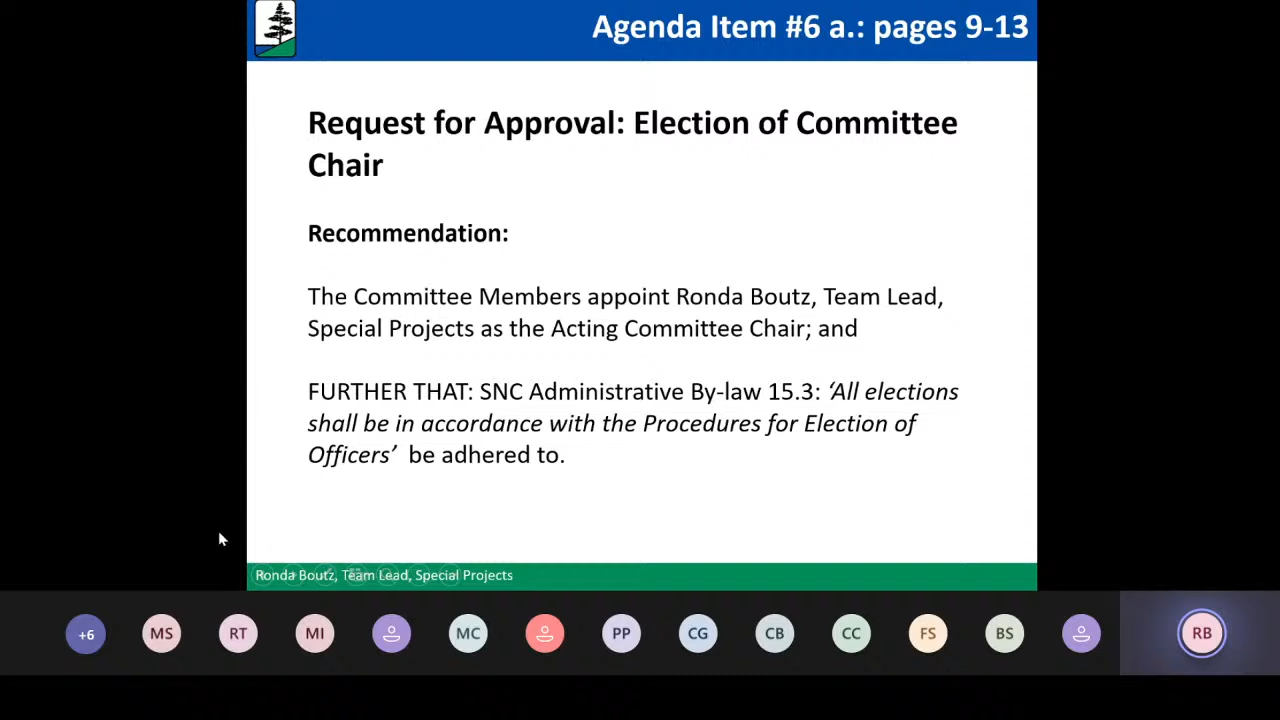 Agenda Item #6 a.: pages 9-13
Request for Approval: Election of Committee
Chair
Recommendation:
The Committee Members appoint Ronda Boutz, Team Lead,
Special Projects as the Acting Committee Chair; and
FURTHER THAT: SNC Administrative By-law 15.3: ‘All elections
shall be in accordance with the Procedures for Election of
Officers’ be adhered to.
Ronda Boutz, Team Lead, Special Projects
+6 MS RT MI MC PP CG CB CC FS BS RB